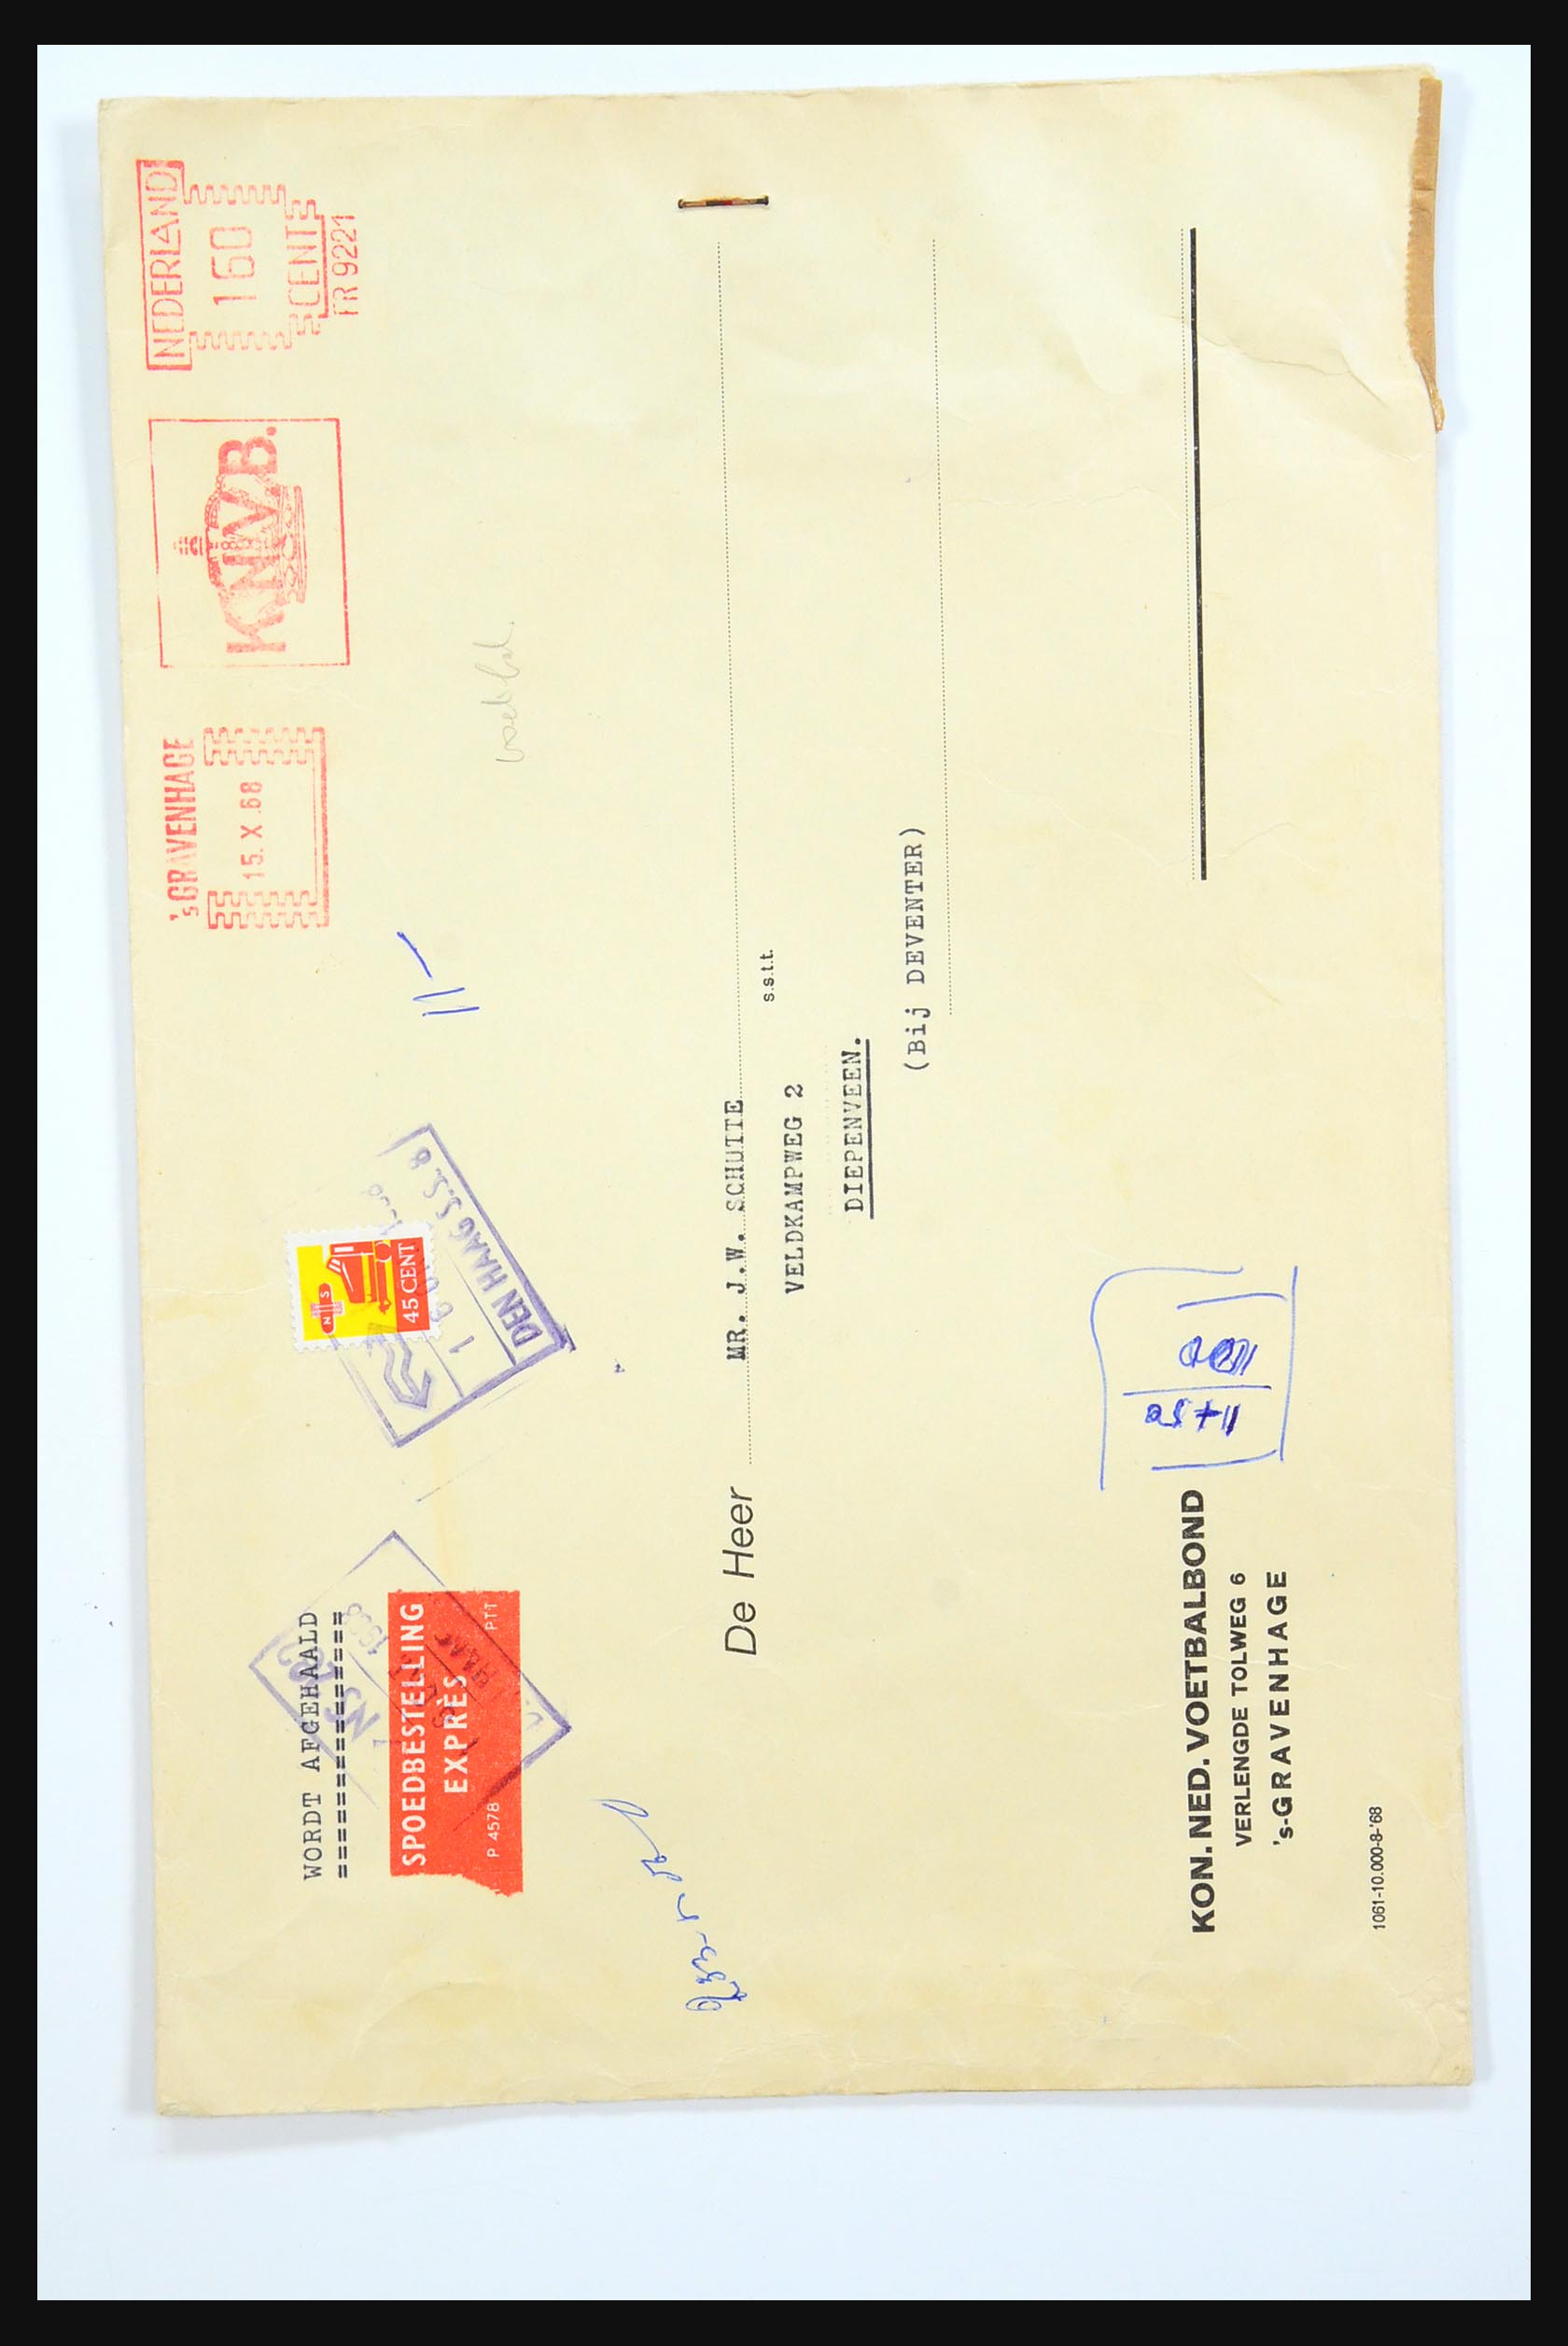 NEDERLAND
160
CENT
FR 9221
K.N.V.B.
's GRAVENHAGE
15. X .68
11-
N S
45 CENT
DEN HAAG S.S. 8
WORDT AFGEHAALD
===============
SPOEDBESTELLING
EXPRÈS
P 4578 PTT
De Heer MR. J.W. SCHUTTE
s.s.t.t.
VELDKAMPWEG 2
DIEPENVEEN.
(Bij DEVENTER)
KON. NED. VOETBALBOND
VERLENGDE TOLWEG 6
's-GRAVENHAGE
1061-10.000-8-'68